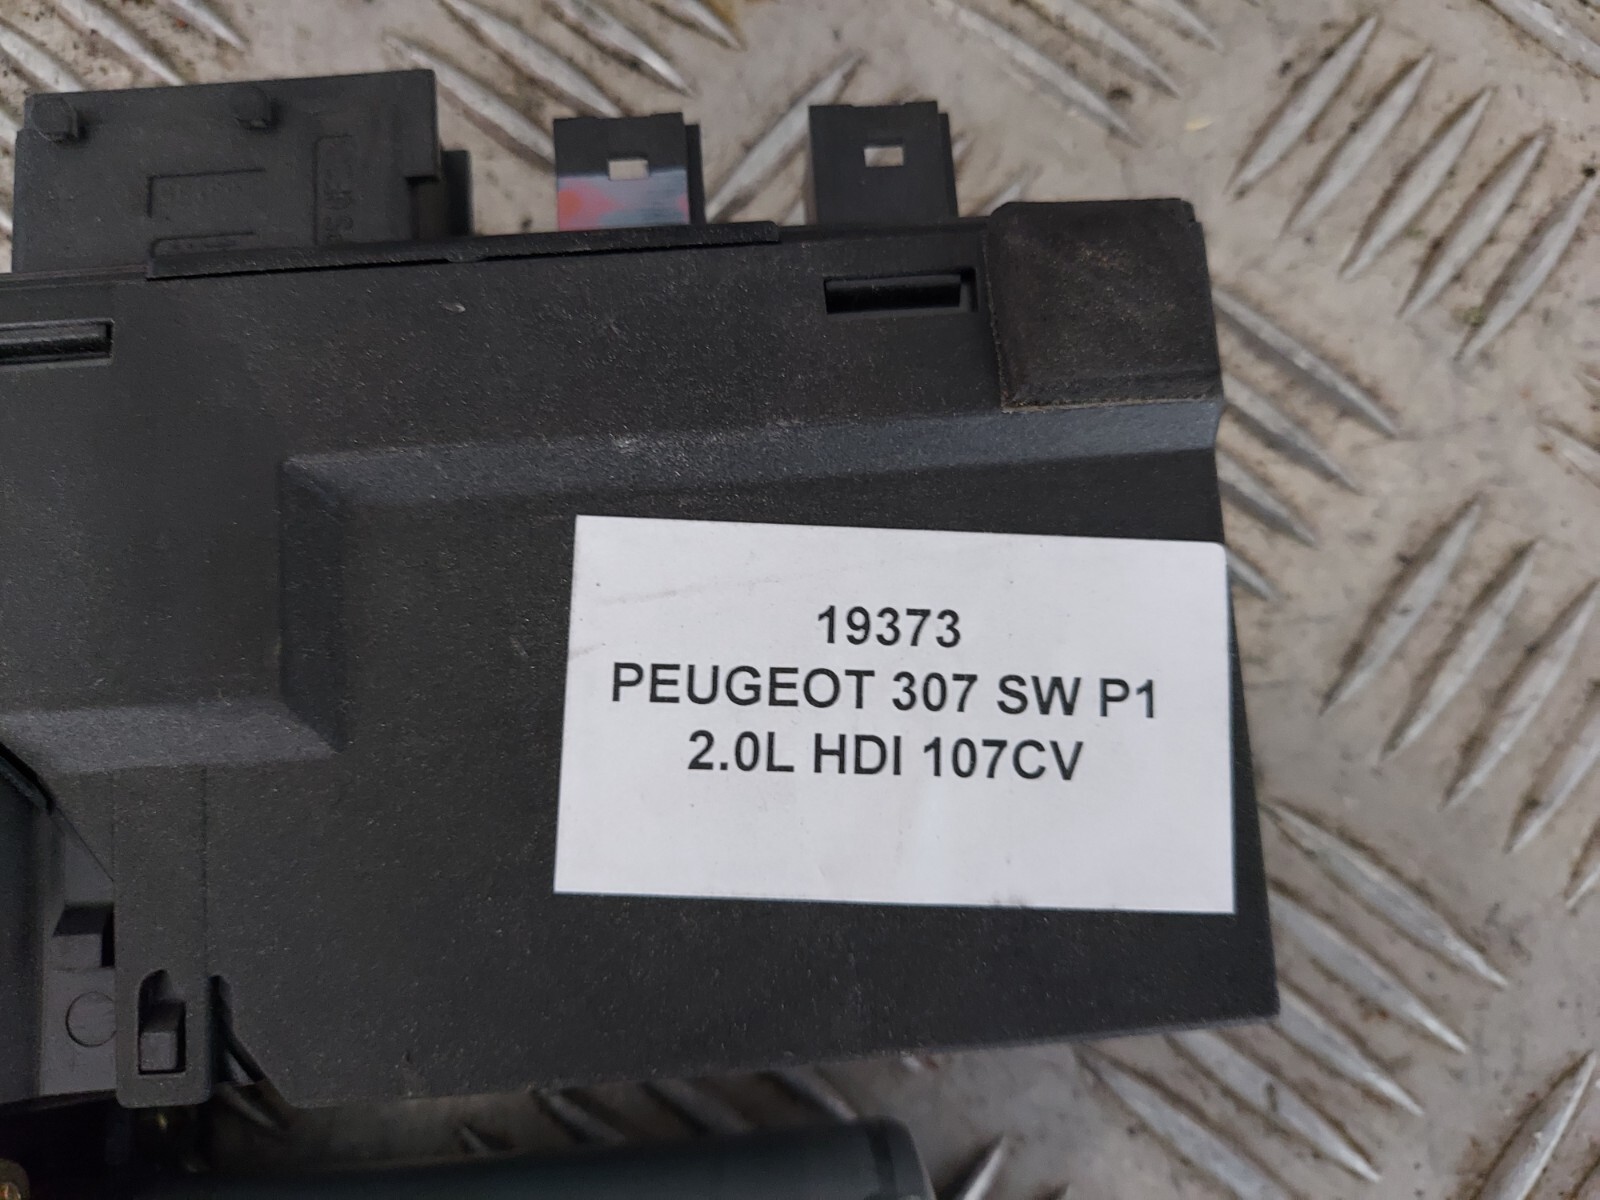 19373
PEUGEOT 307 SW P1
2.0L HDI 107CV